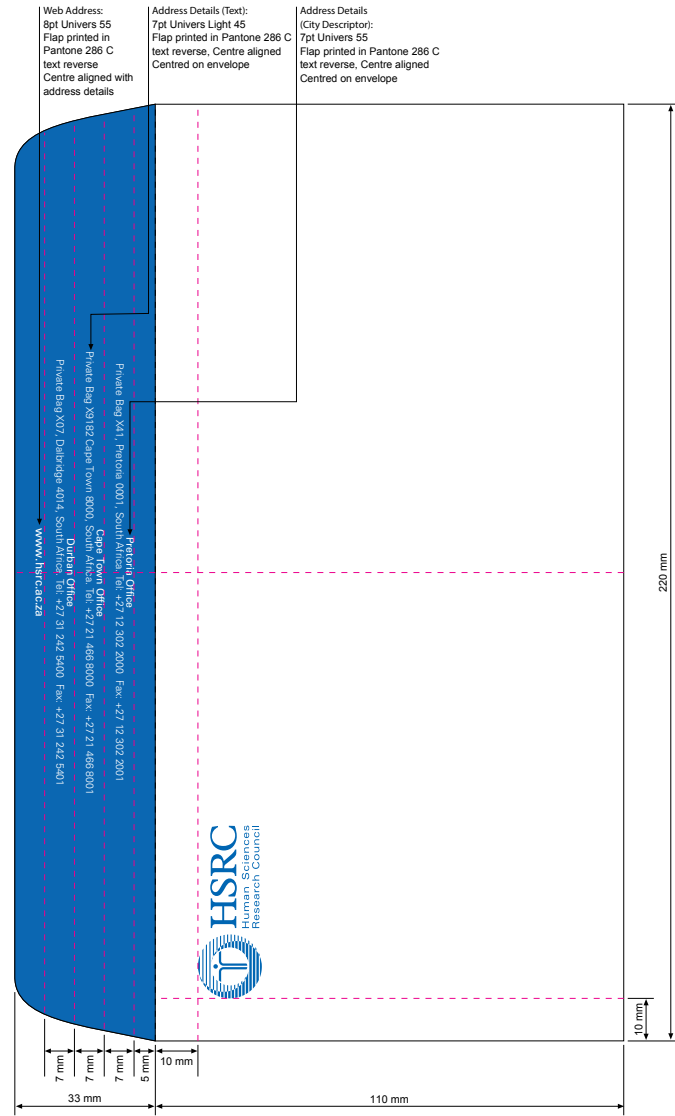 Web Address:
8pt Univers 55
Flap printed in
Pantone 286 C
text reverse
Centre aligned with
address details
Address Details (Text):
7pt Univers Light 45
Flap printed in Pantone 286 C
text reverse, Centre aligned
Centred on envelope
Address Details
(City Descriptor):
7pt Univers 55
Flap printed in Pantone 286 C
text reverse, Centre aligned
Centred on envelope
Pretoria Office
Private Bag X41, Pretoria 0001, South Africa, Tel: +27 12 302 2000 Fax: +27 12 302 2001
Cape Town Office
Private Bag X9182 Cape Town 8000, South Africa. Tel: +27 21 466 8000 Fax: +27 21 466 8001
Durban Office
Private Bag X07, Dalbridge 4014, South Africa, Tel: +27 31 242 5400 Fax: +27 31 242 5401
www.hsrc.ac.za
HSRC
Human Sciences
Research Council
220 mm
10 mm
7 mm
7 mm
7 mm
5 mm
10 mm
33 mm
110 mm